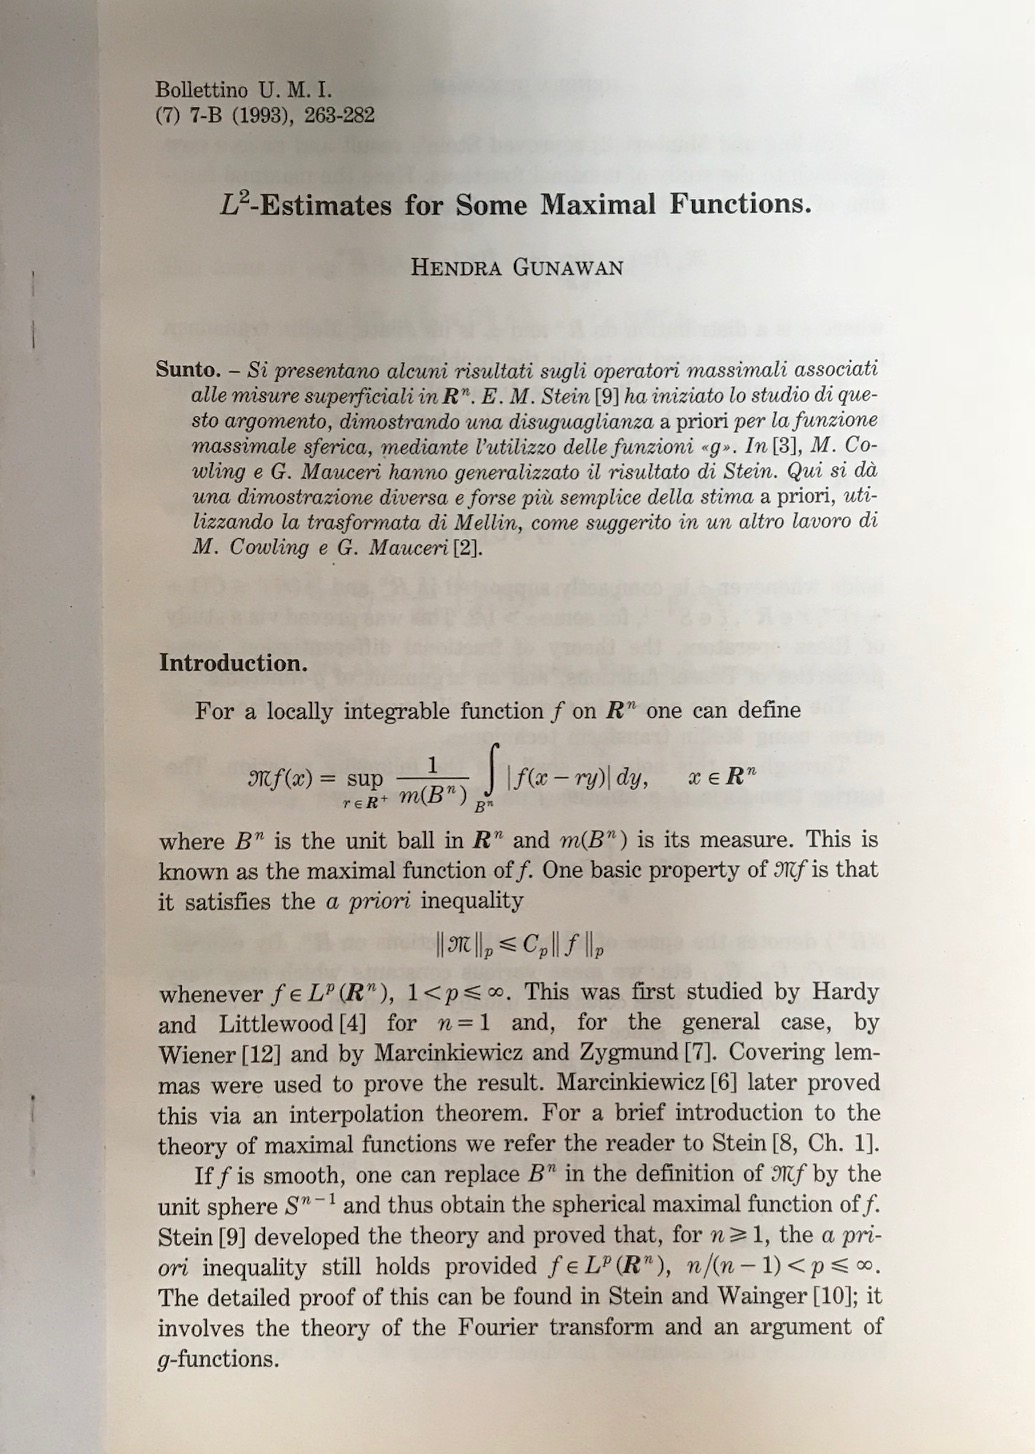 Bollettino U. M. I.
(7) 7-B (1993), 263-282
L²-Estimates for Some Maximal Functions.
HENDRA GUNAWAN
Sunto. – Si presentano alcuni risultati sugli operatori massimali associati
alle misure superficiali in Rⁿ. E. M. Stein [9] ha iniziato lo studio di que-
sto argomento, dimostrando una disuguaglianza a priori per la funzione
massimale sferica, mediante l'utilizzo delle funzioni «g». In [3], M. Co-
wling e G. Mauceri hanno generalizzato il risultato di Stein. Qui si dà
una dimostrazione diversa e forse più semplice della stima a priori, uti-
lizzando la trasformata di Mellin, come suggerito in un altro lavoro di
M. Cowling e G. Mauceri [2].
Introduction.
For a locally integrable function f on Rⁿ one can define
𝔐f(x) = sup_{r∈R⁺} 1/m(Bⁿ) ∫_{Bⁿ} |f(x − ry)| dy, x ∈ Rⁿ
where Bⁿ is the unit ball in Rⁿ and m(Bⁿ) is its measure. This is
known as the maximal function of f. One basic property of 𝔐f is that
it satisfies the a priori inequality
‖𝔐‖ₚ ⩽ Cₚ‖f‖ₚ
whenever f ∈ Lᵖ(Rⁿ), 1 < p ⩽ ∞. This was first studied by Hardy
and Littlewood [4] for n = 1 and, for the general case, by
Wiener [12] and by Marcinkiewicz and Zygmund [7]. Covering lem-
mas were used to prove the result. Marcinkiewicz [6] later proved
this via an interpolation theorem. For a brief introduction to the
theory of maximal functions we refer the reader to Stein [8, Ch. 1].
If f is smooth, one can replace Bⁿ in the definition of 𝔐f by the
unit sphere Sⁿ⁻¹ and thus obtain the spherical maximal function of f.
Stein [9] developed the theory and proved that, for n ⩾ 1, the a pri-
ori inequality still holds provided f ∈ Lᵖ(Rⁿ), n/(n − 1) < p ⩽ ∞.
The detailed proof of this can be found in Stein and Wainger [10]; it
involves the theory of the Fourier transform and an argument of
g-functions.